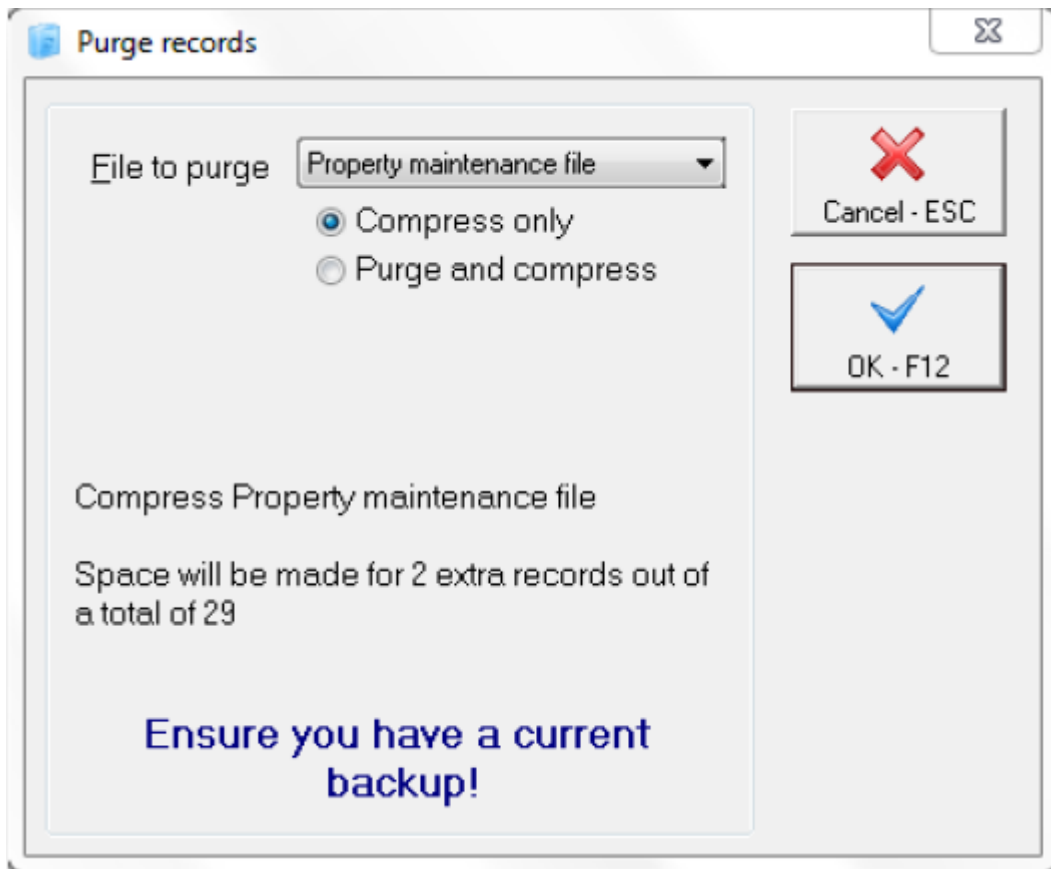 Purge records
File to purge
Property maintenance file
Compress only
Purge and compress
Cancel - ESC
OK - F12
Compress Property maintenance file
Space will be made for 2 extra records out of
a total of 29
Ensure you have a current
backup!